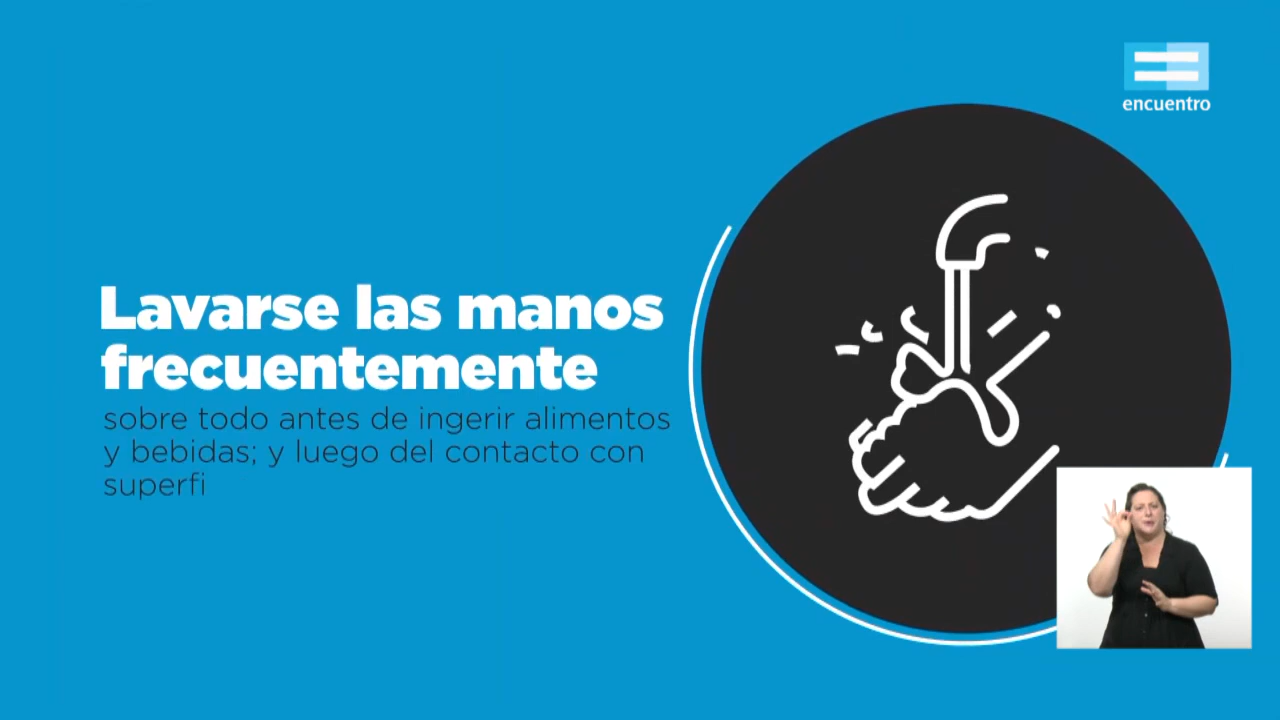 encuentro
Lavarse las manos
frecuentemente
sobre todo antes de ingerir alimentos
y bebidas; y luego del contacto con
superfi